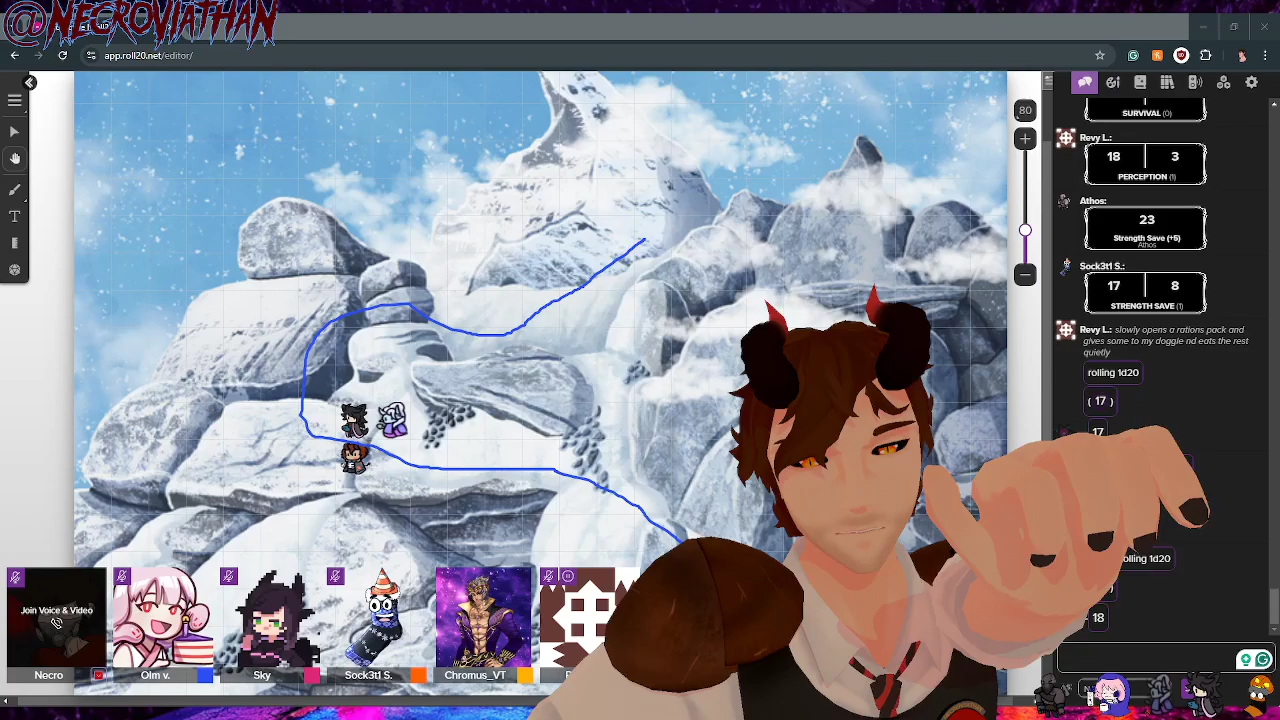 @NECROVIATHAN
app.roll20.net/editor/
80
SURVIVAL (0)
Revy L.:
18 3
PERCEPTION (1)
Athos:
23
Strength Save (+5)
Athos
Sock3t1 S.:
17 8
STRENGTH SAVE (1)
Revy L.: slowly opens a rations pack and
gives some to my doggle nd eats the rest
quietly
rolling 1d20
( 17 )
17
olling 1d20
18
Join Voice & Video
Necro
Olm v.
Sky
Sock3t1 S.
Chromus_VT